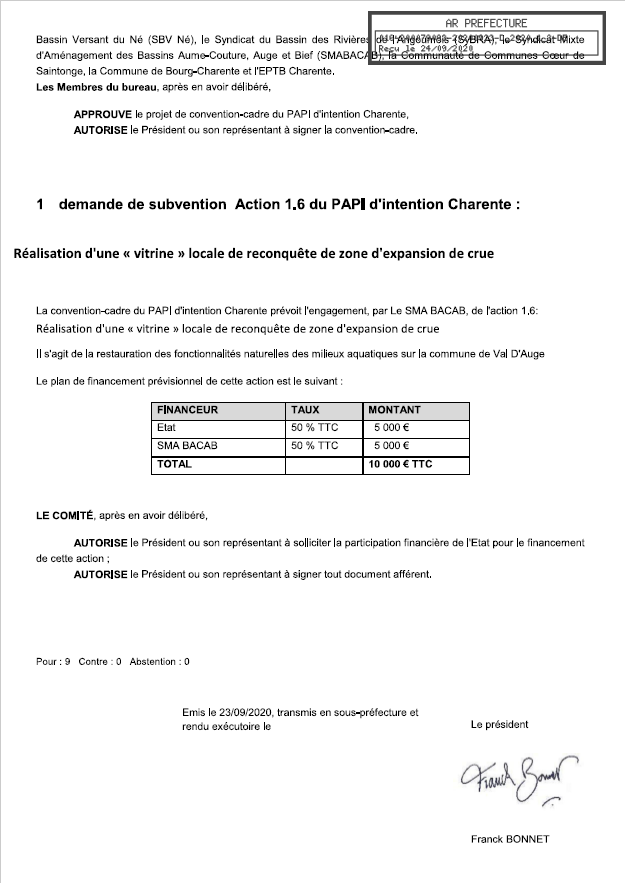 AR PREFECTURE
Reçu le 24/09/2020
Bassin Versant du Né (SBV Né), le Syndicat du Bassin des Rivières de l'Angoumois (SyBRA), le Syndicat Mixte
d'Aménagement des Bassins Aume-Couture, Auge et Bief (SMABACAB), la Communauté de Communes Cœur de
Saintonge, la Commune de Bourg-Charente et l'EPTB Charente.
Les Membres du bureau, après en avoir délibéré,
APPROUVE le projet de convention-cadre du PAPI d'intention Charente,
AUTORISE le Président ou son représentant à signer la convention-cadre.
1 demande de subvention Action 1.6 du PAPI d'intention Charente :
Réalisation d'une « vitrine » locale de reconquête de zone d'expansion de crue
La convention-cadre du PAPI d'intention Charente prévoit l'engagement, par Le SMA BACAB, de l'action 1.6:
Réalisation d'une « vitrine » locale de reconquête de zone d'expansion de crue
Il s'agit de la restauration des fonctionnalités naturelles des milieux aquatiques sur la commune de Val D'Auge
Le plan de financement prévisionnel de cette action est le suivant :
FINANCEUR TAUX MONTANT
Etat 50 % TTC 5 000 €
SMA BACAB 50 % TTC 5 000 €
TOTAL 10 000 € TTC
LE COMITÉ, après en avoir délibéré,
AUTORISE le Président ou son représentant à solliciter la participation financière de l'Etat pour le financement
de cette action ;
AUTORISE le Président ou son représentant à signer tout document afférent.
Pour : 9 Contre : 0 Abstention : 0
Emis le 23/09/2020, transmis en sous-préfecture et
rendu exécutoire le
Le président
Franck Bonnet
Franck BONNET